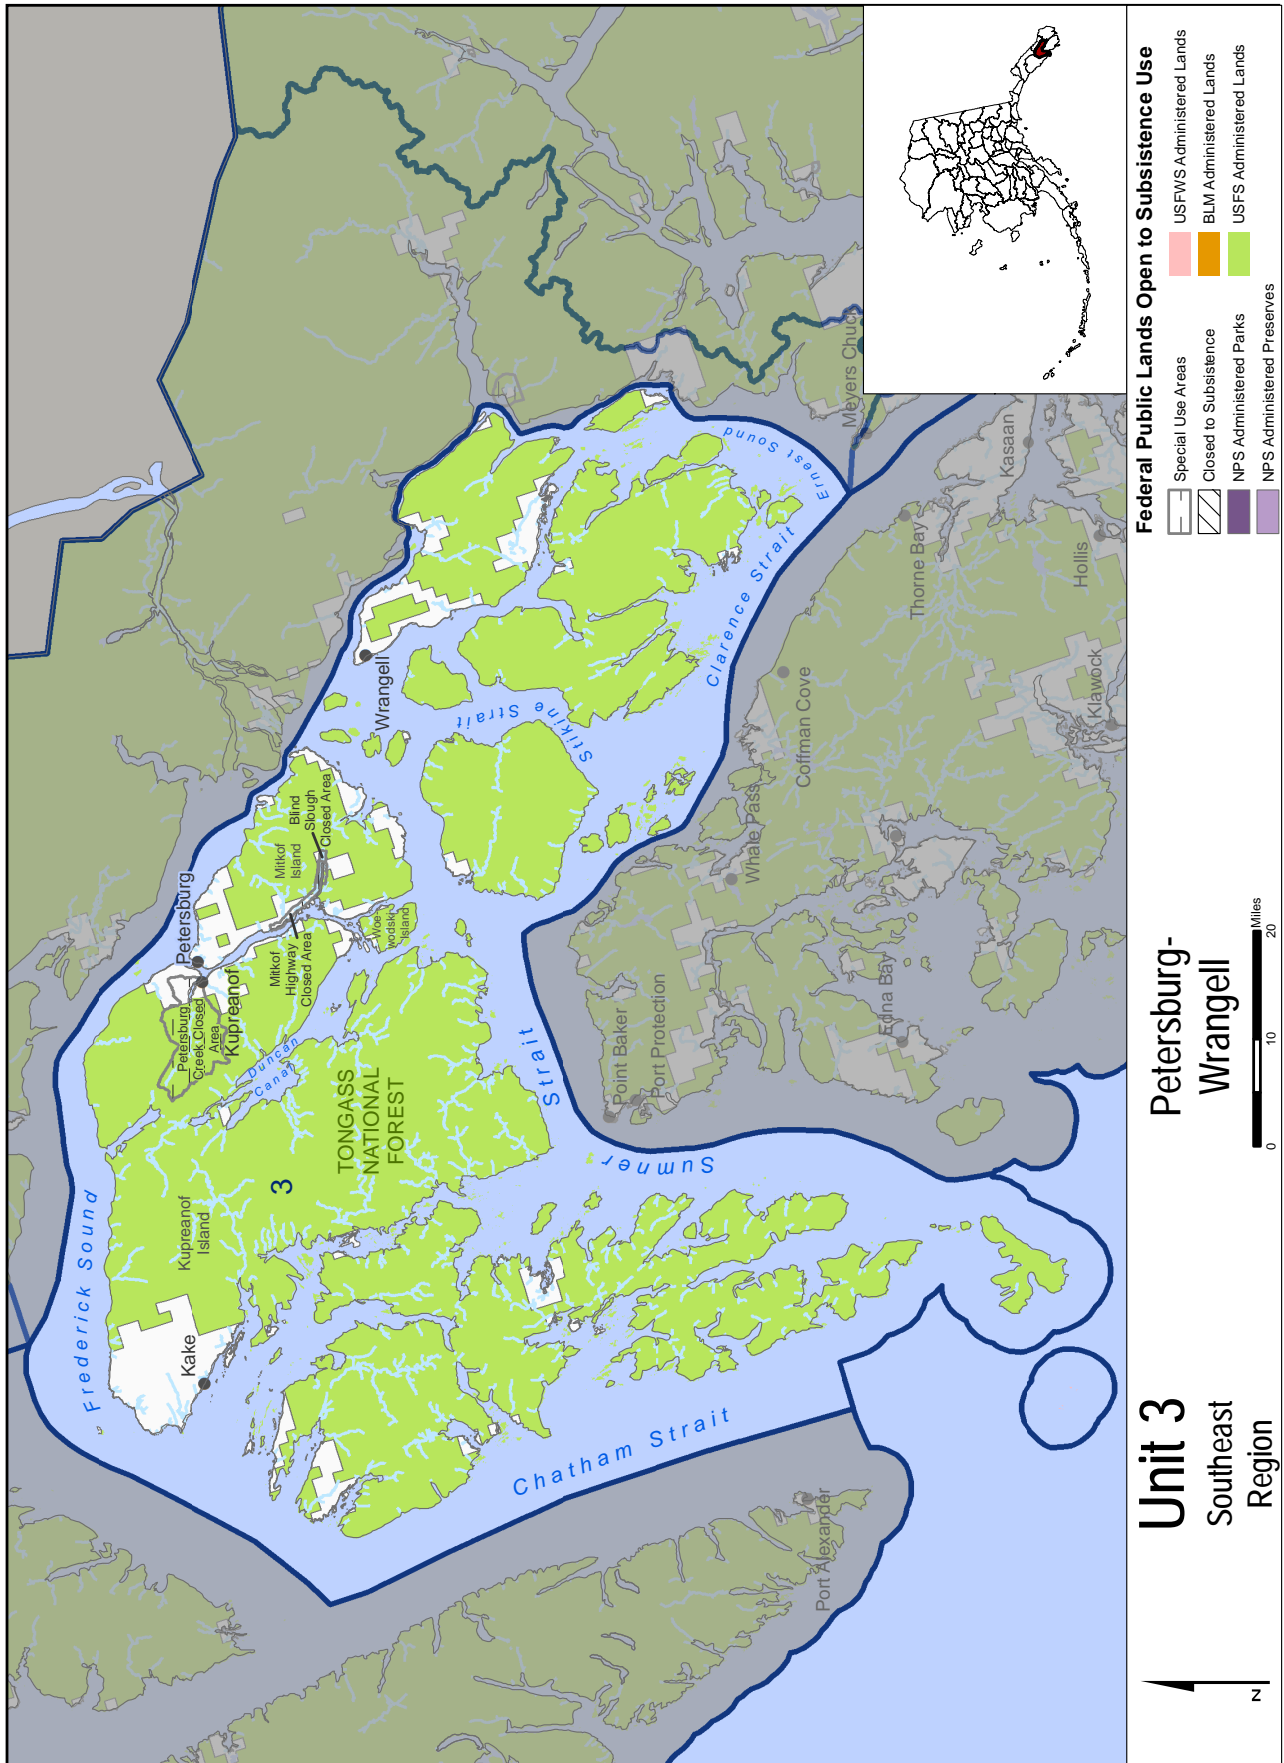 Frederick Sound
Kake
Kupreanof
Island
3
TONGASS
NATIONAL
FOREST
Petersburg
Creek Closed
Area
Kupreanof
Duncan
Canal
Petersburg
Mitkof
Highway
Closed Area
Mitkof
Island
Blind
Slough
Closed Area
Woe-
wodski
Island
Wrangell
Stikine Strait
Sumner Strait
Chatham Strait
Clarence Strait
Ernest Sound
Meyers Chuck
Port Alexander
Point Baker
Port Protection
Edna Bay
Whale Pass
Coffman Cove
Thorne Bay
Kasaan
Hollis
Klawock
Unit 3
Southeast
Region
Petersburg-
Wrangell
0 10 20
Miles
N
Federal Public Lands Open to Subsistence Use
Special Use Areas
Closed to Subsistence
NPS Administered Parks
NPS Administered Preserves
USFWS Administered Lands
BLM Administered Lands
USFS Administered Lands